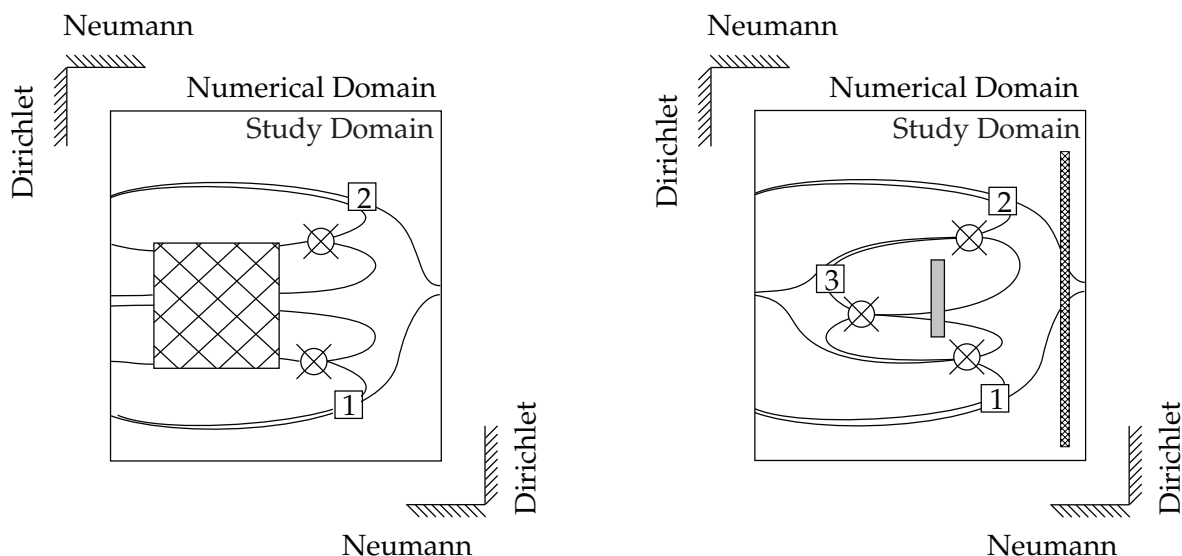 Neumann
Dirichlet
Numerical Domain
Study Domain
2
1
Dirichlet
Neumann
Neumann
Dirichlet
Numerical Domain
Study Domain
2
3
1
Dirichlet
Neumann